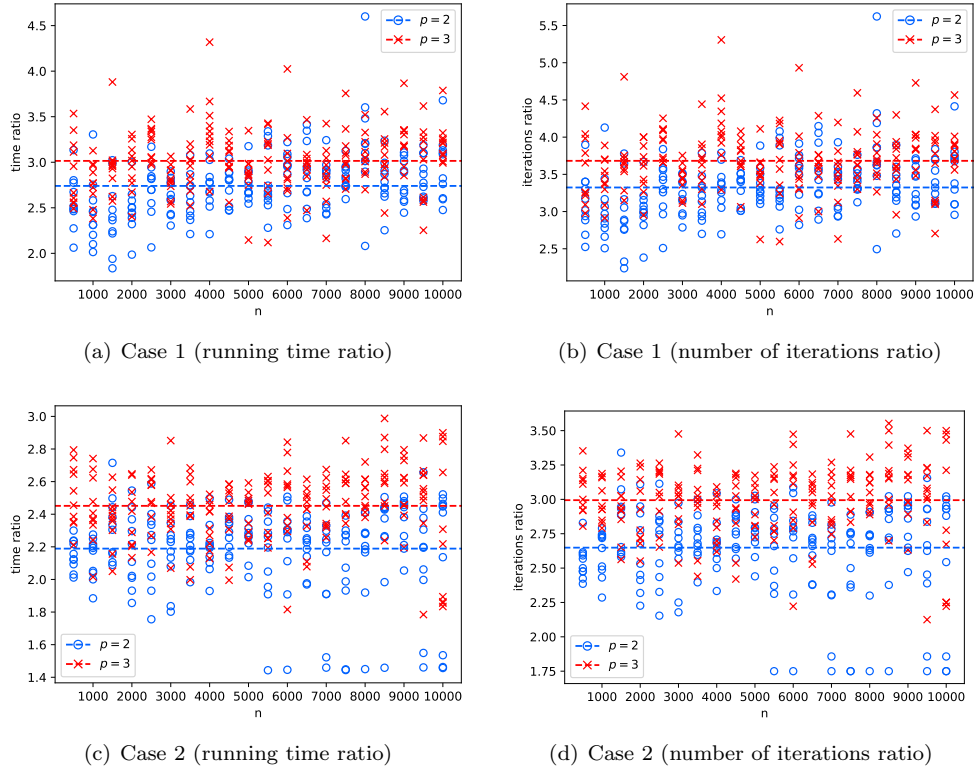 4.5
4.0
3.5
3.0
2.5
2.0
time ratio
p = 2
p = 3
1000 2000 3000 4000 5000 6000 7000 8000 9000 10000
n
(a) Case 1 (running time ratio)
5.5
5.0
4.5
4.0
3.5
3.0
2.5
iterations ratio
p = 2
p = 3
1000 2000 3000 4000 5000 6000 7000 8000 9000 10000
n
(b) Case 1 (number of iterations ratio)
3.0
2.8
2.6
2.4
2.2
2.0
1.8
1.6
1.4
time ratio
p = 2
p = 3
1000 2000 3000 4000 5000 6000 7000 8000 9000 10000
n
(c) Case 2 (running time ratio)
3.50
3.25
3.00
2.75
2.50
2.25
2.00
1.75
iterations ratio
p = 2
p = 3
1000 2000 3000 4000 5000 6000 7000 8000 9000 10000
n
(d) Case 2 (number of iterations ratio)